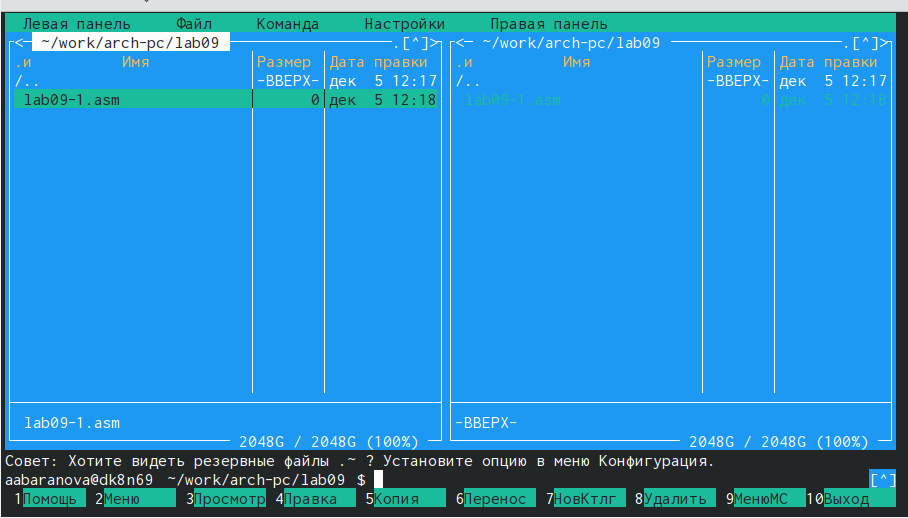 Левая панель Файл Команда Настройки Правая панель
<─ ~/work/arch-pc/lab09 .[^]> <─ ~/work/arch-pc/lab09 .[^]>
.и Имя Размер Дата правки .и Имя Размер Дата правки
/.. -ВВЕРХ- дек 5 12:17 /.. -ВВЕРХ- дек 5 12:17
lab09-1.asm 0 дек 5 12:18 lab09-1.asm 0 дек 5 12:18
lab09-1.asm -ВВЕРХ-
2048G / 2048G (100%) 2048G / 2048G (100%)
Совет: Хотите видеть резервные файлы .~ ? Установите опцию в меню Конфигурация.
aabaranova@dk8n69 ~/work/arch-pc/lab09 $ [^]
1Помощь 2Меню 3Просмотр 4Правка 5Копия 6Перенос 7НовКтлг 8Удалить 9МенюMC 10Выход